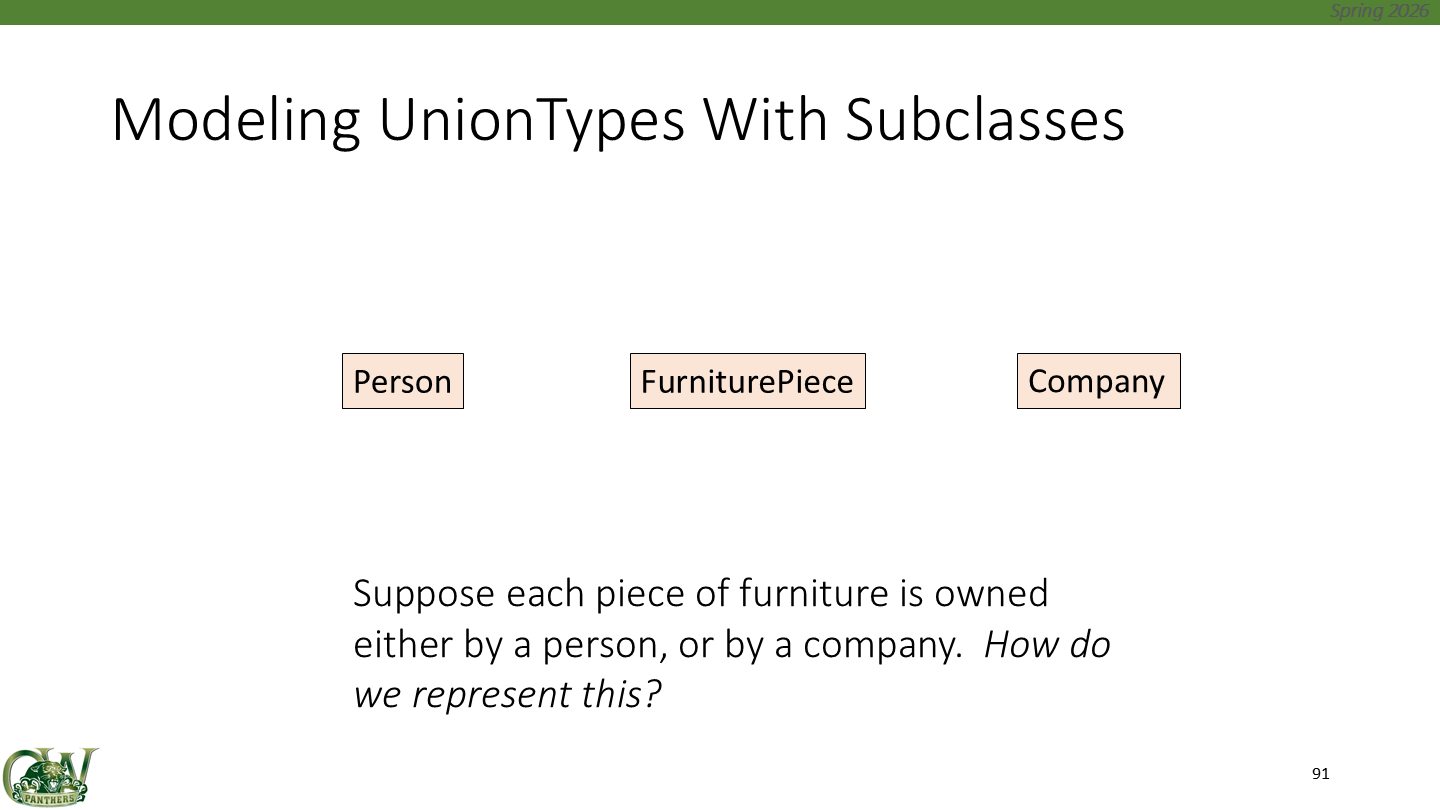 Spring 2026
Modeling UnionTypes With Subclasses
Person
FurniturePiece
Company
Suppose each piece of furniture is owned
either by a person, or by a company. How do
we represent this?
OW
PANTHERS
91